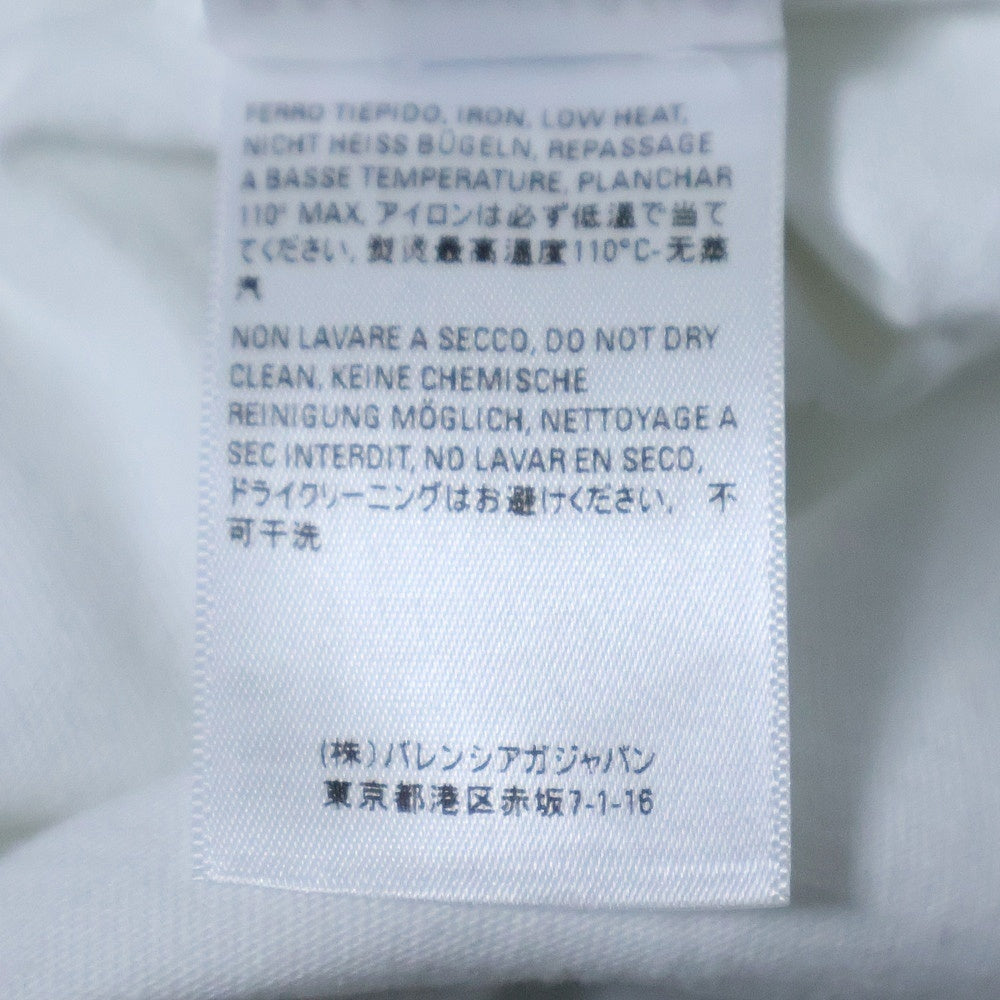 FERRO TIEPIDO, IRON, LOW HEAT,
NICHT HEISS BÜGELN, REPASSAGE
A BASSE TEMPERATURE, PLANCHAR
110° MAX, アイロンは必ず低温で当て
てください, 熨烫最高温度110°C-无蒸
汽
NON LAVARE A SECCO, DO NOT DRY
CLEAN, KEINE CHEMISCHE
REINIGUNG MÖGLICH, NETTOYAGE A
SEC INTERDIT, NO LAVAR EN SECO,
ドライクリーニングはお避けください, 不
可干洗
(株)バレンシアガジャパン
東京都港区赤坂7-1-16